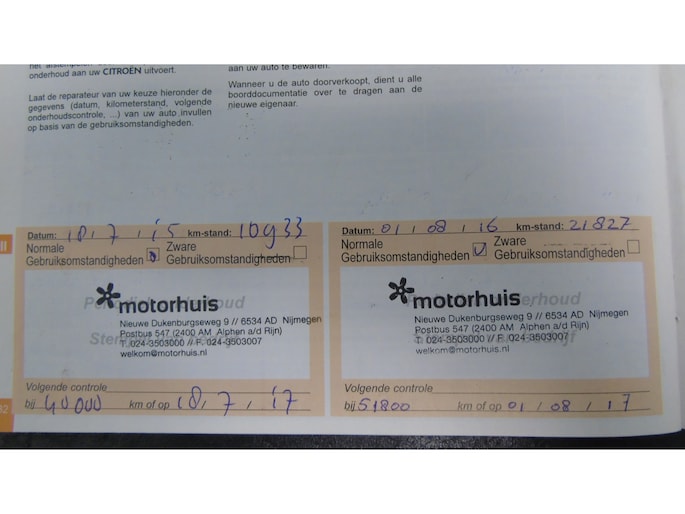 onderhoud aan uw CITROËN uitvoert.
Laat de reparateur van uw keuze hieronder de
gegevens (datum, kilometerstand, volgende
onderhoudscontrole, ...) van uw auto invullen
op basis van de gebruiksomstandigheden.
aan uw auto te bewaren.
Wanneer u de auto doorverkoopt, dient u alle
boorddocumentatie over te dragen aan de
nieuwe eigenaar.
Datum: 18 / 7 / 15 km-stand: 10933
Normale
Gebruiksomstandigheden
Zware
Gebruiksomstandigheden
motorhuis
Nieuwe Dukenburgseweg 9 // 6534 AD Nijmegen
Postbus 547 (2400 AM Alphen a/d Rijn)
T. 024-3503000 // F. 024-3503007
welkom@motorhuis.nl
Volgende controle
bij 40000 km of op 18 / 7 / 17
Datum: 01 / 08 / 16 km-stand: 21827
Normale
Gebruiksomstandigheden
Zware
Gebruiksomstandigheden
motorhuis
Nieuwe Dukenburgseweg 9 // 6534 AD Nijmegen
Postbus 547 (2400 AM Alphen a/d Rijn)
T. 024-3503000 // F. 024-3503007
welkom@motorhuis.nl
Volgende controle
bij 51800 km of op 01 / 08 / 17